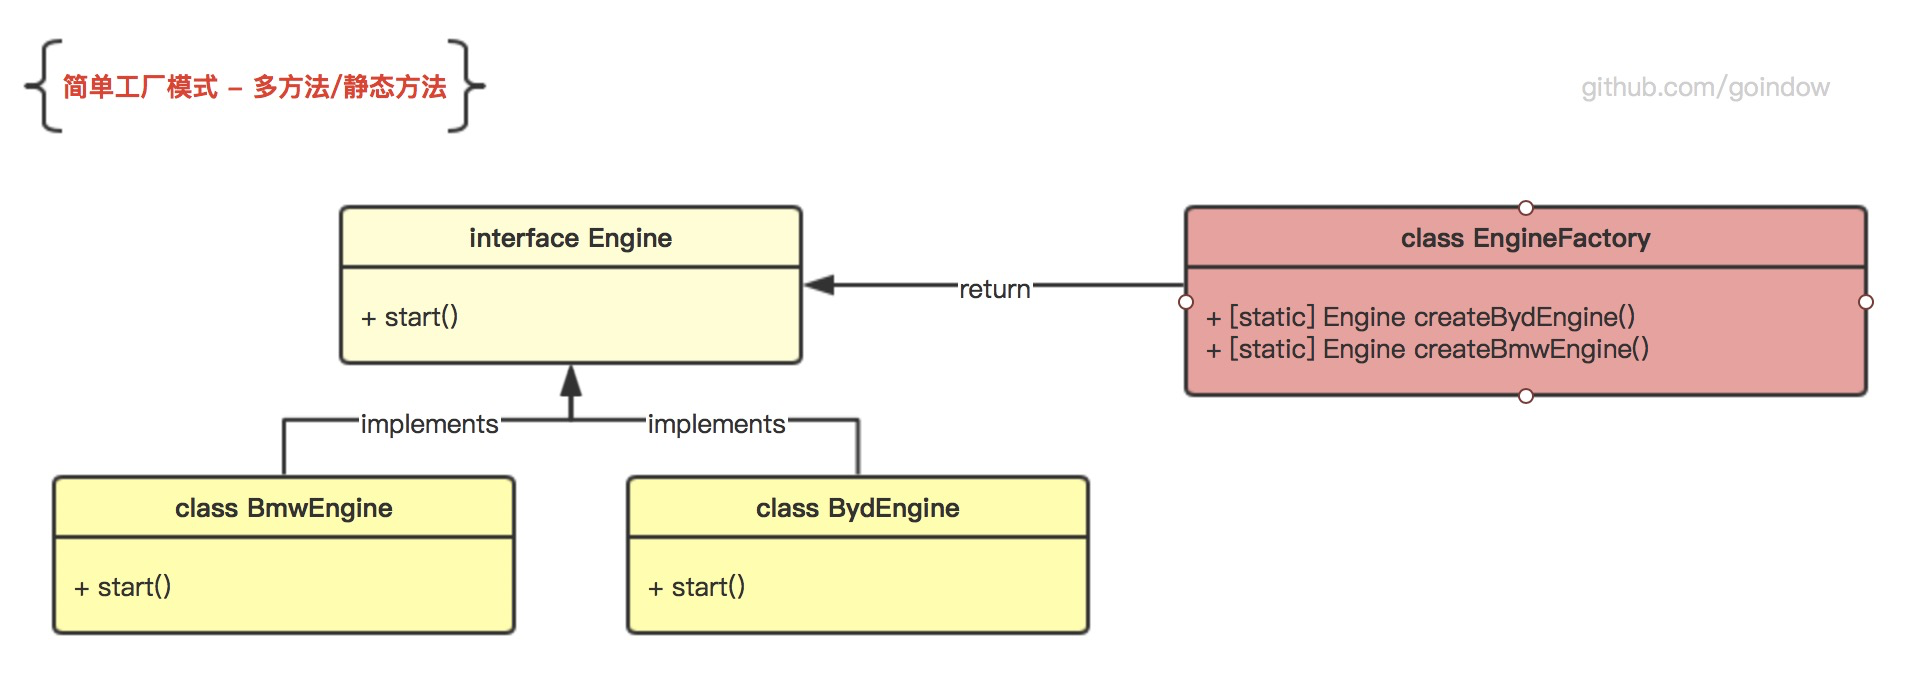 简单工厂模式 - 多方法/静态方法
github.com/goindow
interface Engine
+ start()
class EngineFactory
+ [static] Engine createBydEngine()
+ [static] Engine createBmwEngine()
return
implements
implements
class BmwEngine
+ start()
class BydEngine
+ start()